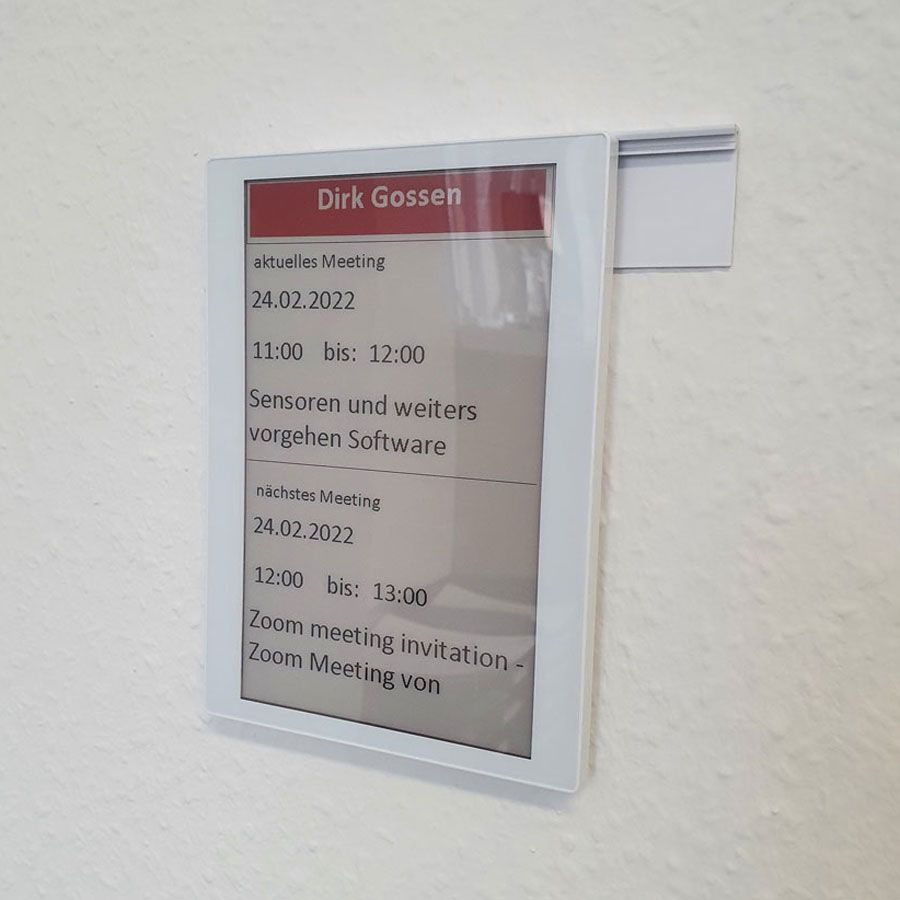 Dirk Gossen
aktuelles Meeting
24.02.2022
11:00 bis: 12:00
Sensoren und weiters
vorgehen Software
nächstes Meeting
24.02.2022
12:00 bis: 13:00
Zoom meeting invitation -
Zoom Meeting von